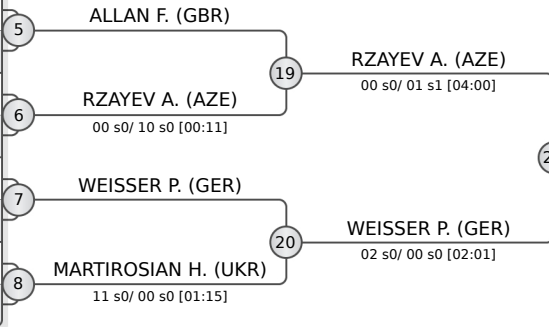 ALLAN F. (GBR)
5
19
RZAYEV A. (AZE)
00 s0/ 01 s1 [04:00]
RZAYEV A. (AZE)
6
00 s0/ 10 s0 [00:11]
WEISSER P. (GER)
7
20
WEISSER P. (GER)
02 s0/ 00 s0 [02:01]
MARTIROSIAN H. (UKR)
8
11 s0/ 00 s0 [01:15]